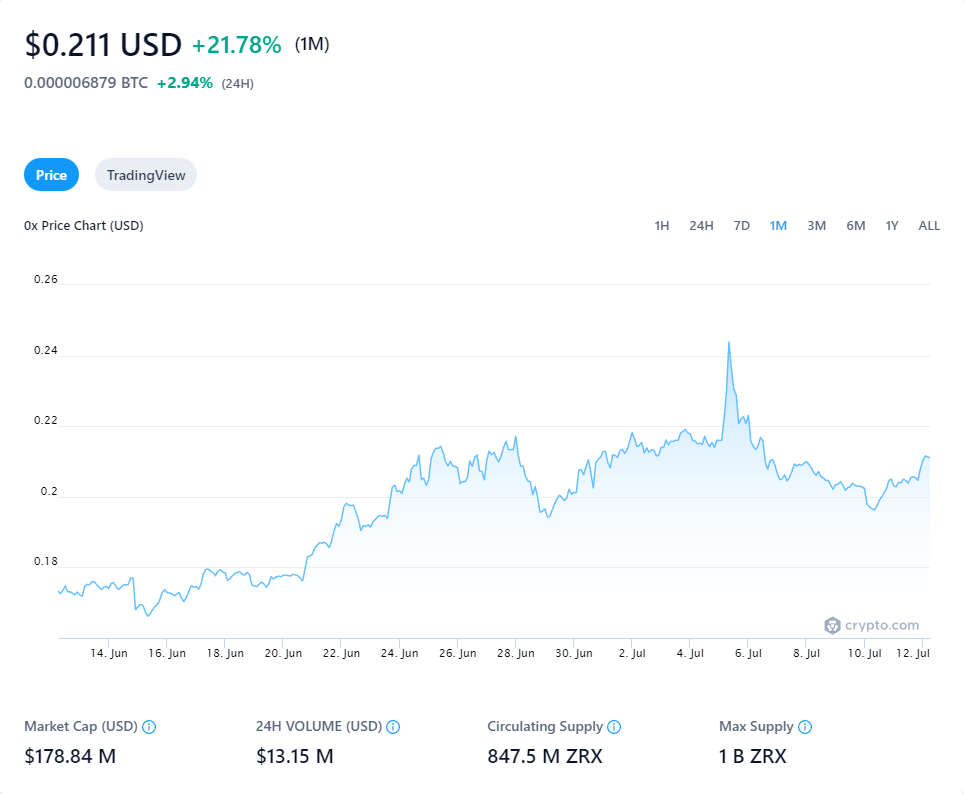 $0.211 USD +21.78% (1M)
0.000006879 BTC +2.94% (24H)
Price TradingView
0x Price Chart (USD) 1H 24H 7D 1M 3M 6M 1Y ALL
0.26
0.24
0.22
0.2
0.18
crypto.com
14. Jun 16. Jun 18. Jun 20. Jun 22. Jun 24. Jun 26. Jun 28. Jun 30. Jun 2. Jul 4. Jul 6. Jul 8. Jul 10. Jul 12. Jul
Market Cap (USD) 24H VOLUME (USD) Circulating Supply Max Supply
$178.84 M $13.15 M 847.5 M ZRX 1 B ZRX